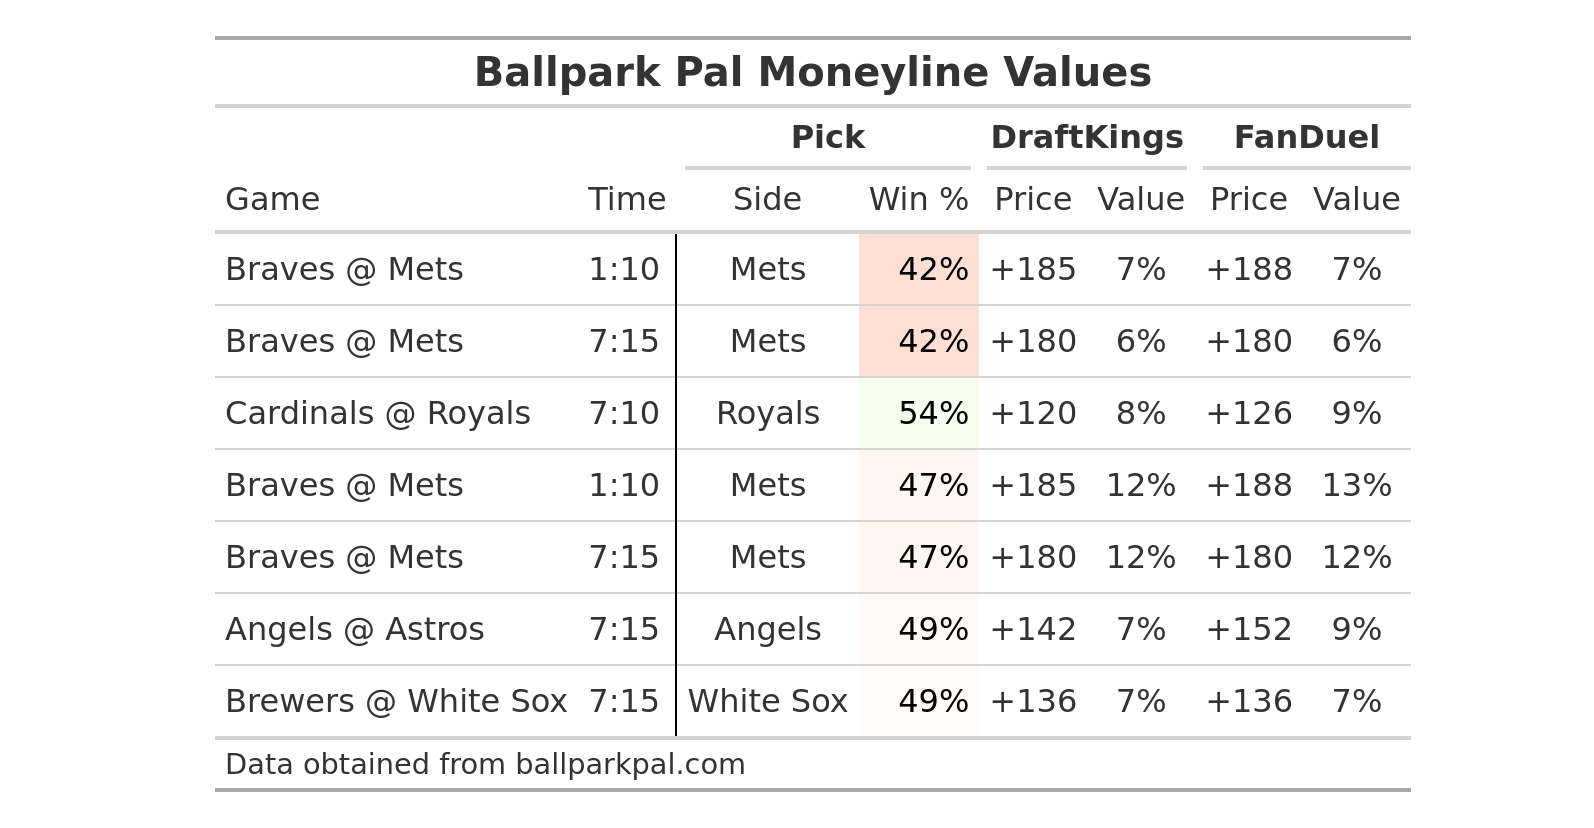 Ballpark Pal Moneyline Values
Pick DraftKings FanDuel
Game Time Side Win % Price Value Price Value
Braves @ Mets 1:10 Mets 42% +185 7% +188 7%
Braves @ Mets 7:15 Mets 42% +180 6% +180 6%
Cardinals @ Royals 7:10 Royals 54% +120 8% +126 9%
Braves @ Mets 1:10 Mets 47% +185 12% +188 13%
Braves @ Mets 7:15 Mets 47% +180 12% +180 12%
Angels @ Astros 7:15 Angels 49% +142 7% +152 9%
Brewers @ White Sox 7:15 White Sox 49% +136 7% +136 7%
Data obtained from ballparkpal.com